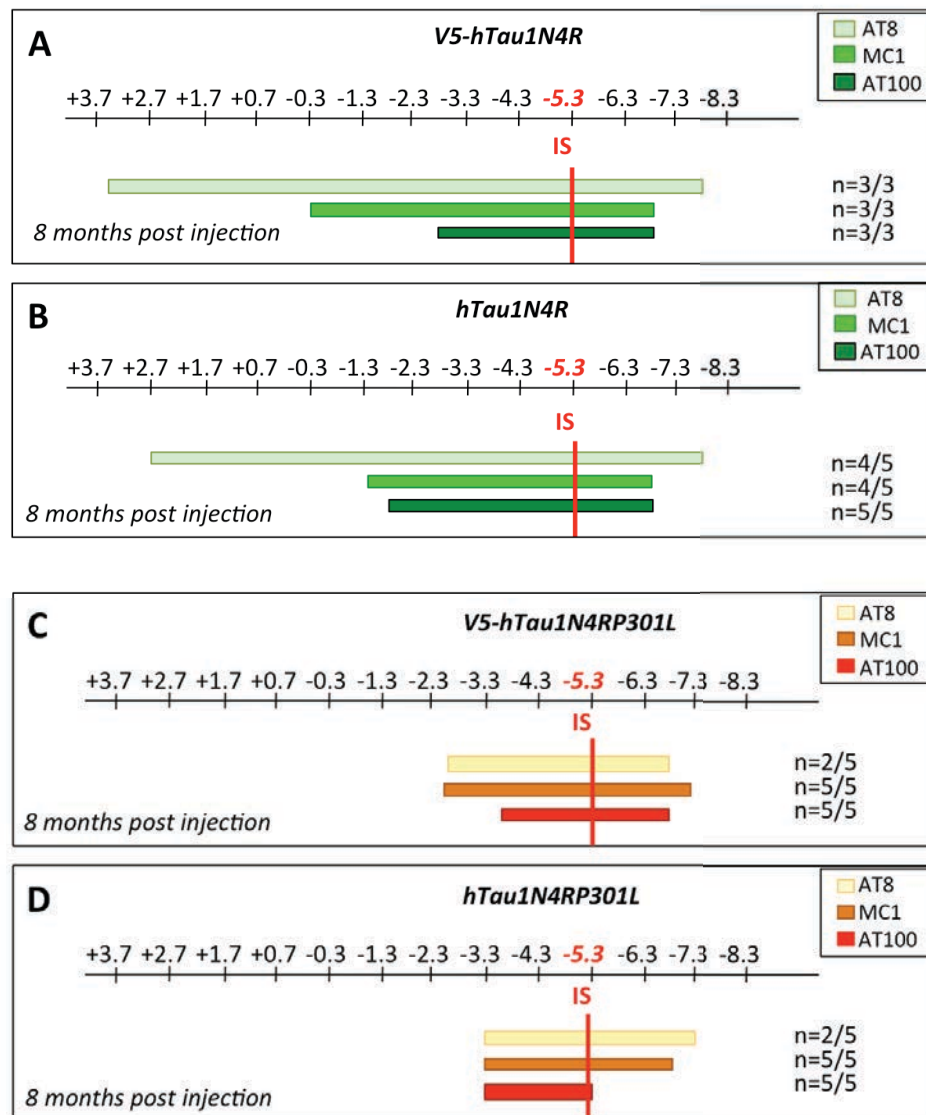 A
V5-hTau1N4R
AT8
MC1
AT100
+3.7 +2.7 +1.7 +0.7 -0.3 -1.3 -2.3 -3.3 -4.3 -5.3 -6.3 -7.3 -8.3
IS
n=3/3
n=3/3
n=3/3
8 months post injection
B
hTau1N4R
AT8
MC1
AT100
+3.7 +2.7 +1.7 +0.7 -0.3 -1.3 -2.3 -3.3 -4.3 -5.3 -6.3 -7.3 -8.3
IS
n=4/5
n=4/5
n=5/5
8 months post injection
C
V5-hTau1N4RP301L
AT8
MC1
AT100
+3.7 +2.7 +1.7 +0.7 -0.3 -1.3 -2.3 -3.3 -4.3 -5.3 -6.3 -7.3 -8.3
IS
n=2/5
n=5/5
n=5/5
8 months post injection
D
hTau1N4RP301L
AT8
MC1
AT100
+3.7 +2.7 +1.7 +0.7 -0.3 -1.3 -2.3 -3.3 -4.3 -5.3 -6.3 -7.3 -8.3
IS
n=2/5
n=5/5
n=5/5
8 months post injection